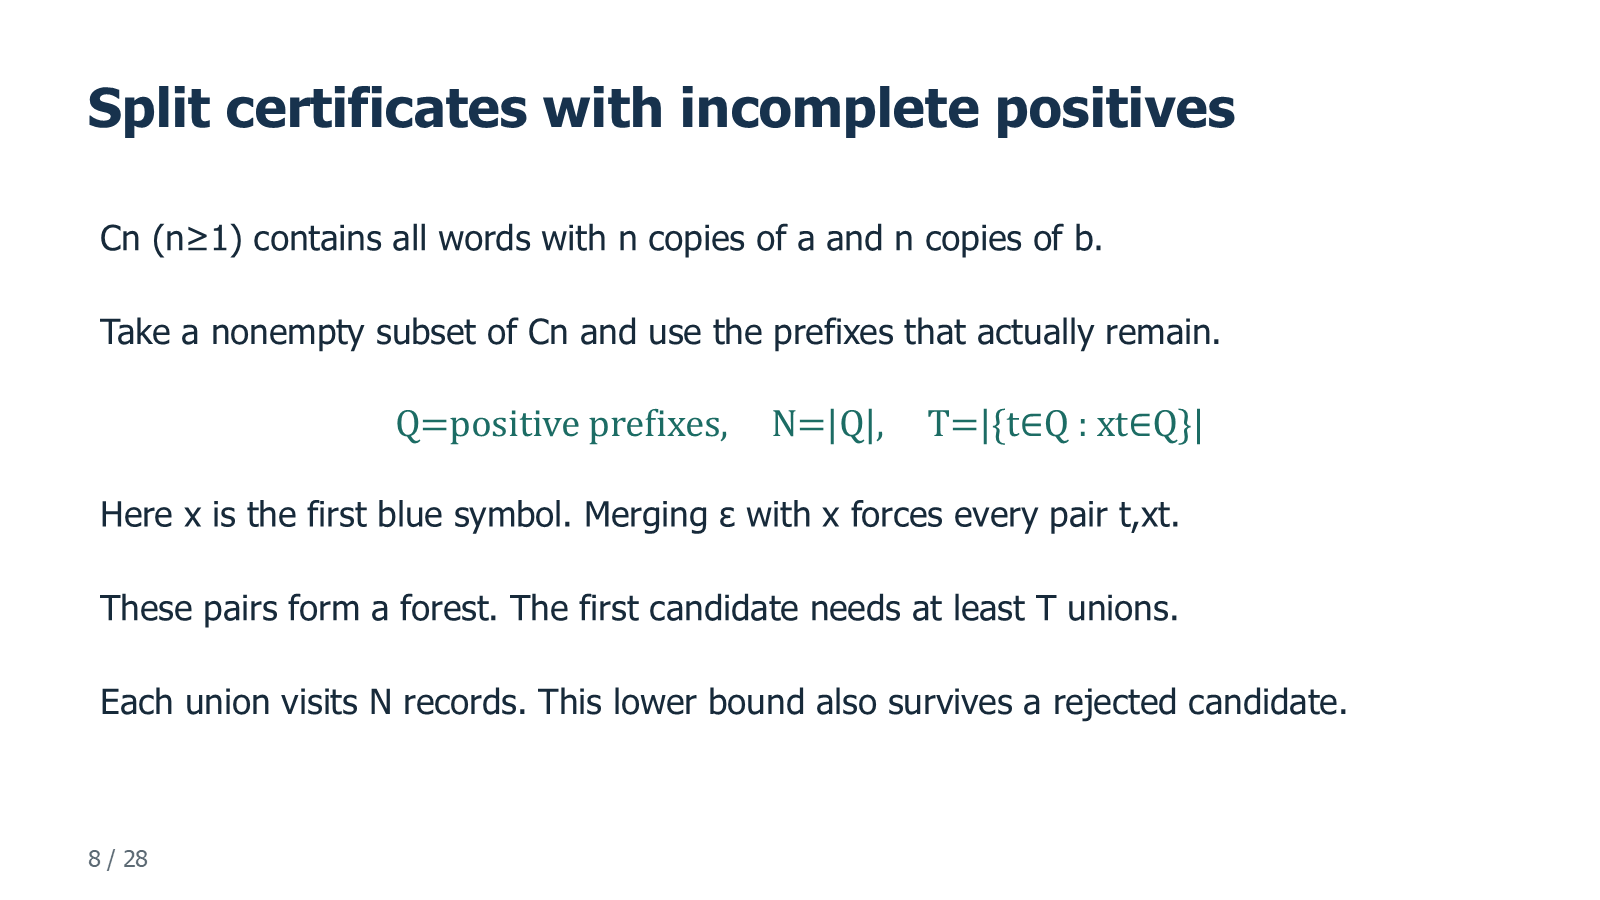 Split certificates with incomplete positives
Cn (n≥1) contains all words with n copies of a and n copies of b.
Take a nonempty subset of Cn and use the prefixes that actually remain.
Q=positive prefixes, N=|Q|, T=|{t∈Q : xt∈Q}|
Here x is the first blue symbol. Merging ε with x forces every pair t,xt.
These pairs form a forest. The first candidate needs at least T unions.
Each union visits N records. This lower bound also survives a rejected candidate.
8 / 28